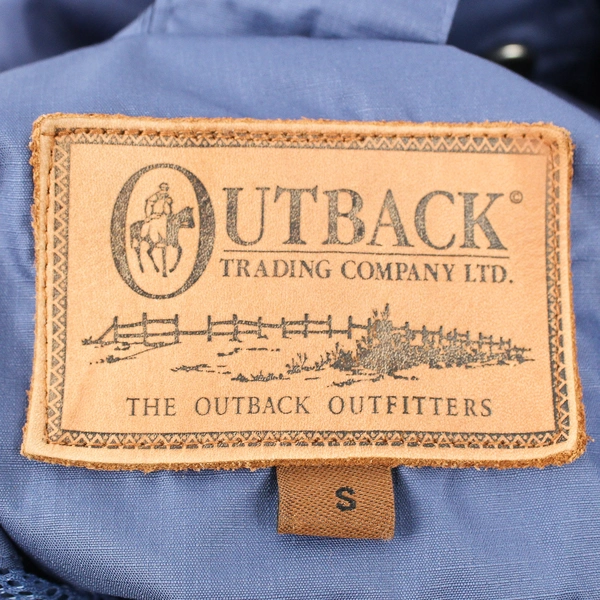 OUTBACK©
TRADING COMPANY LTD.
THE OUTBACK OUTFITTERS
S